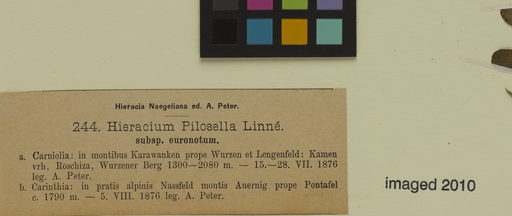 Hieracia Naegeliana ed. A. Peter.
244. Hieracium Pilosella Linné.
subsp. euronotum.
a. Carniolia: in montibus Karawanken prope Wurzen et Lengenfeld: Kamen
vrh, Roschiza, Wurzener Berg 1300—2080 m. — 15.—28. VII. 1876
leg. A. Peter.
b. Carinthia: in pratis alpinis Nassfeld montis Auernig prope Pontafel
c. 1790 m. — 5. VIII. 1876 leg. A. Peter.
imaged 2010